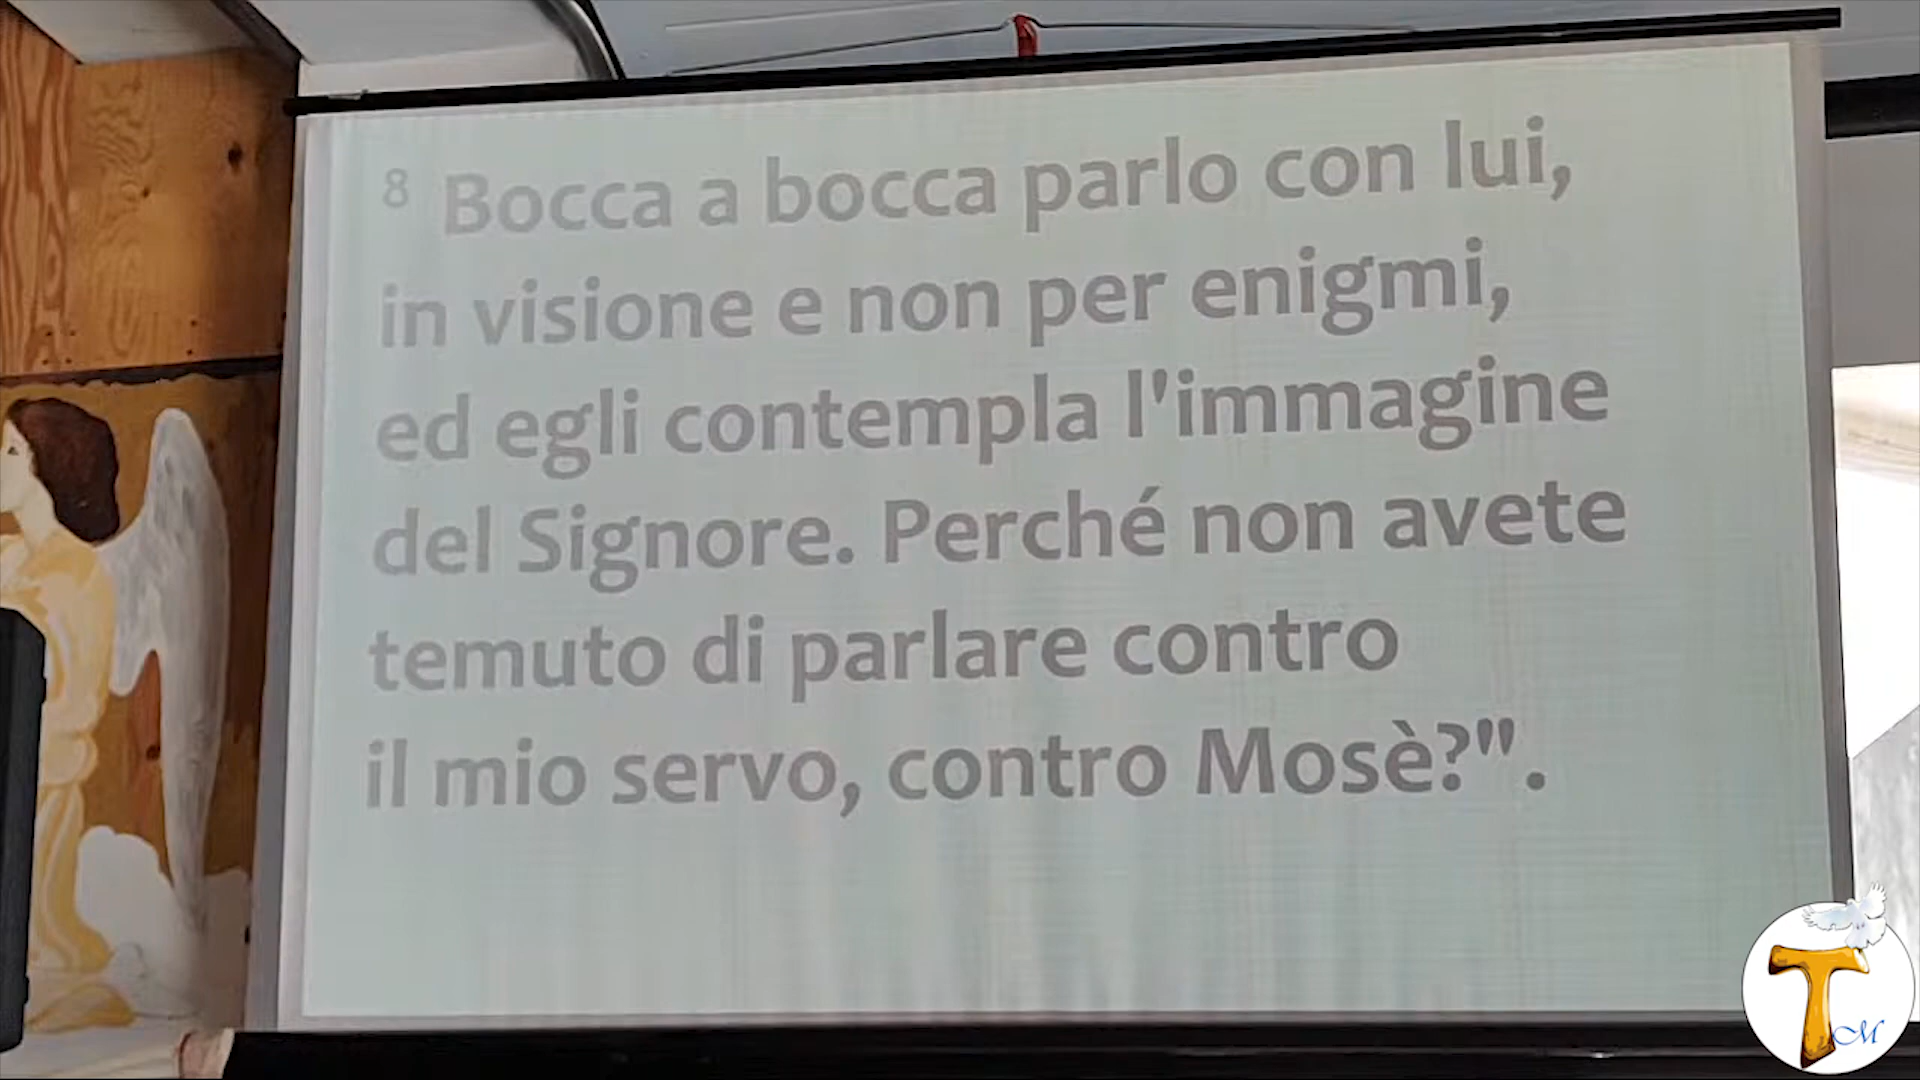 8 Bocca a bocca parlo con lui,
in visione e non per enigmi,
ed egli contempla l'immagine
del Signore. Perché non avete
temuto di parlare contro
il mio servo, contro Mosè?".
T M